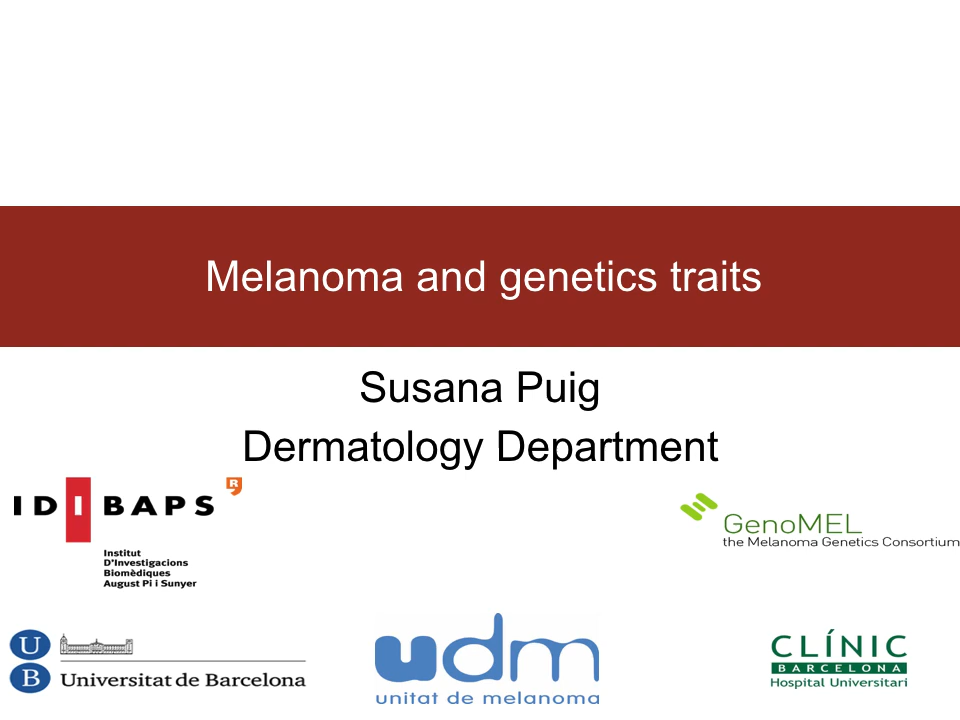 Melanoma and genetics traits
Susana Puig
Dermatology Department
IDIBAPS R
Institut
D'Investigacions
Biomèdiques
August Pi i Sunyer
GenoMEL
the Melanoma Genetics Consortium
U
B
Universitat de Barcelona
udm
unitat de melanoma
CLÍNIC
BARCELONA
Hospital Universitari